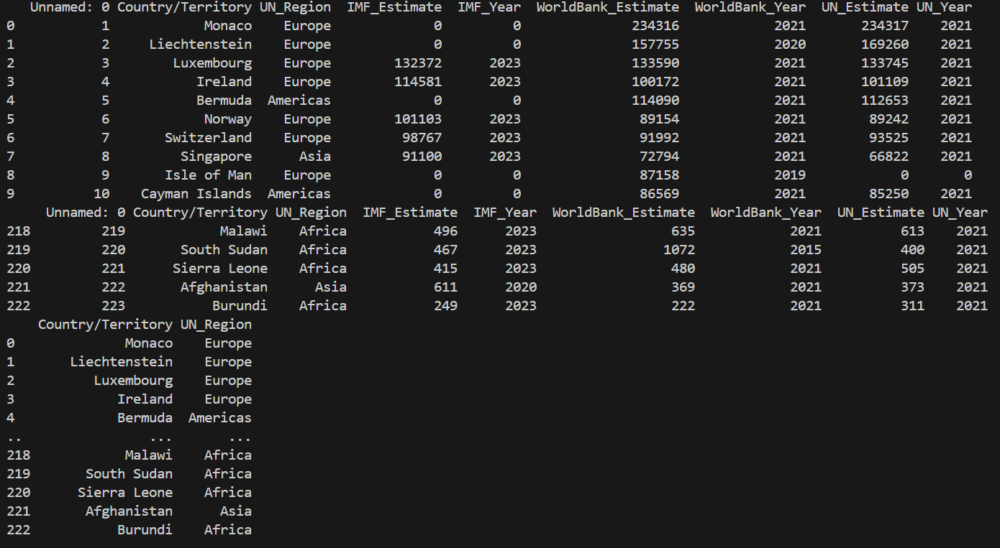 Unnamed: 0 Country/Territory UN_Region IMF_Estimate IMF_Year WorldBank_Estimate WorldBank_Year UN_Estimate UN_Year
0 1 Monaco Europe 0 0 234316 2021 234317 2021
1 2 Liechtenstein Europe 0 0 157755 2020 169260 2021
2 3 Luxembourg Europe 132372 2023 133590 2021 133745 2021
3 4 Ireland Europe 114581 2023 100172 2021 101109 2021
4 5 Bermuda Americas 0 0 114090 2021 112653 2021
5 6 Norway Europe 101103 2023 89154 2021 89242 2021
6 7 Switzerland Europe 98767 2023 91992 2021 93525 2021
7 8 Singapore Asia 91100 2023 72794 2021 66822 2021
8 9 Isle of Man Europe 0 0 87158 2019 0 0
9 10 Cayman Islands Americas 0 0 86569 2021 85250 2021
Unnamed: 0 Country/Territory UN_Region IMF_Estimate IMF_Year WorldBank_Estimate WorldBank_Year UN_Estimate UN_Year
218 219 Malawi Africa 496 2023 635 2021 613 2021
219 220 South Sudan Africa 467 2023 1072 2015 400 2021
220 221 Sierra Leone Africa 415 2023 480 2021 505 2021
221 222 Afghanistan Asia 611 2020 369 2021 373 2021
222 223 Burundi Africa 249 2023 222 2021 311 2021
Country/Territory UN_Region
0 Monaco Europe
1 Liechtenstein Europe
2 Luxembourg Europe
3 Ireland Europe
4 Bermuda Americas
.. ... ...
218 Malawi Africa
219 South Sudan Africa
220 Sierra Leone Africa
221 Afghanistan Asia
222 Burundi Africa